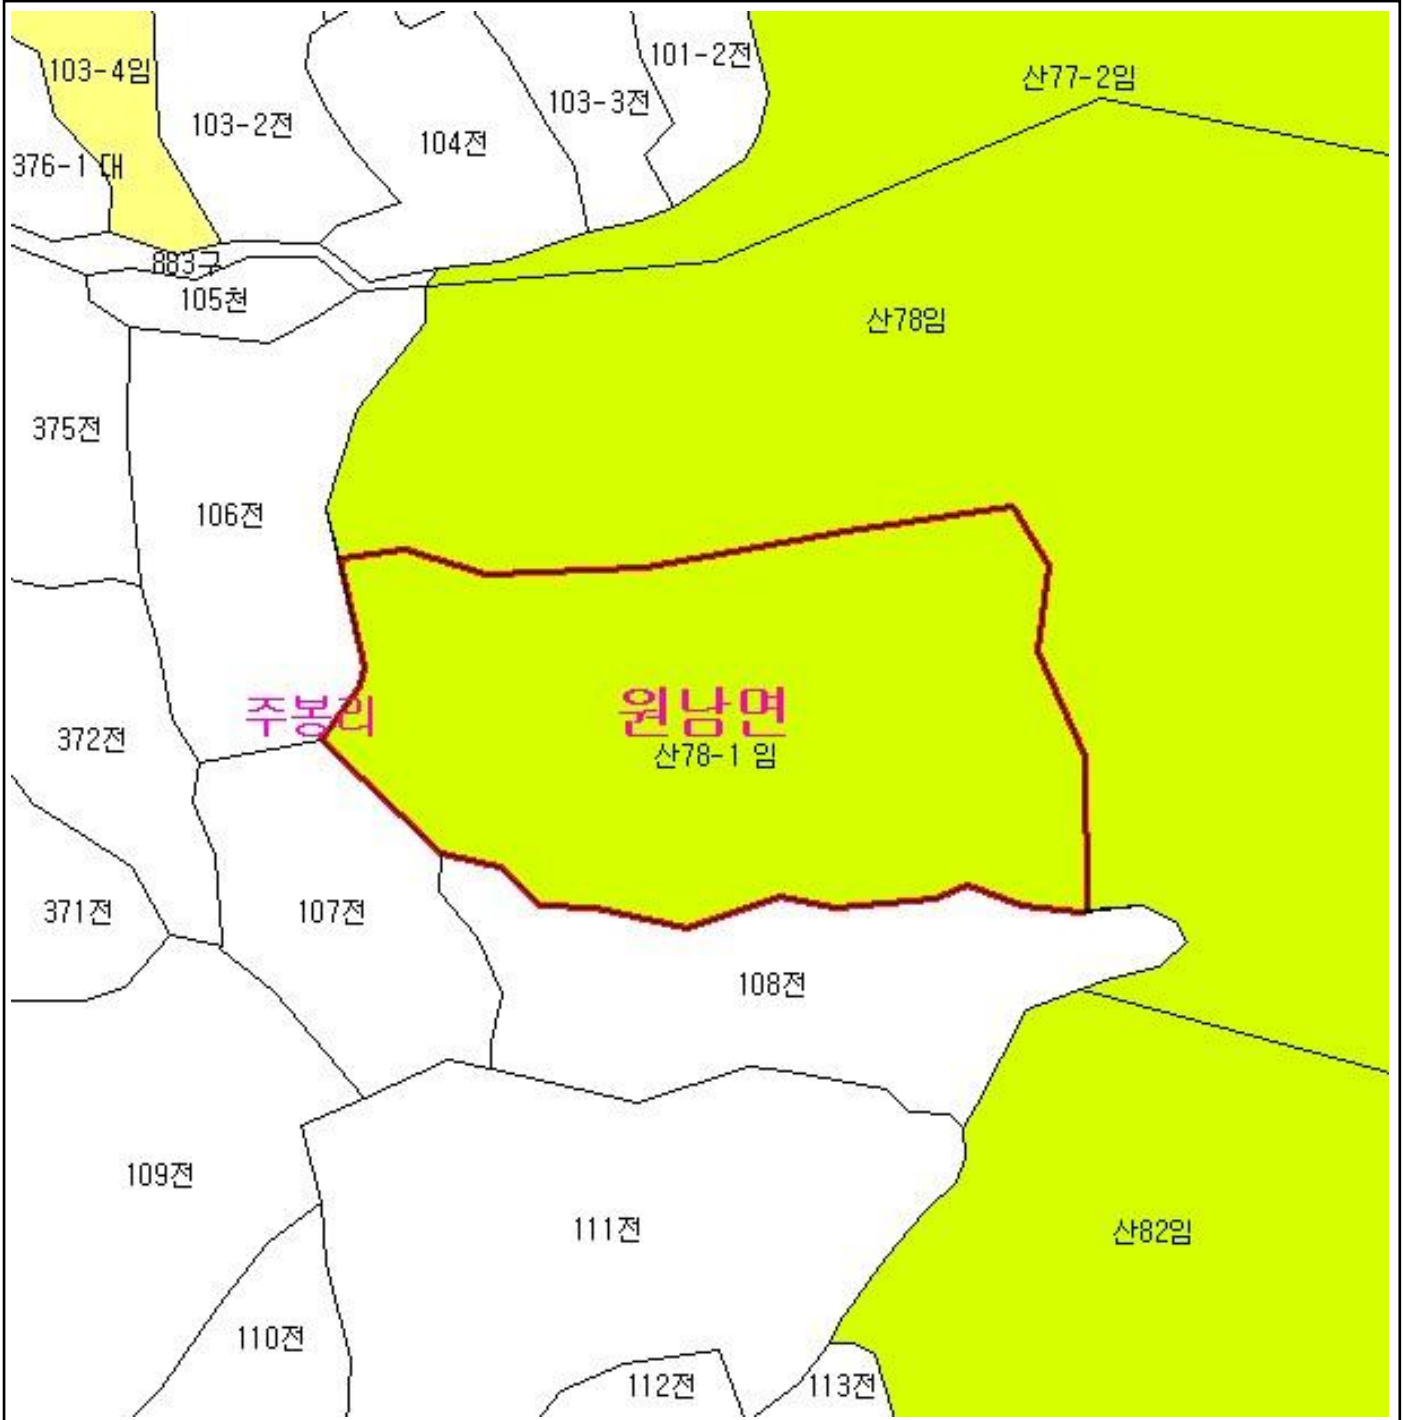 103-4임
101-2전
산77-2임
103-3전
103-2전
104전
376-1 대
883구
105천
산78임
375전
106전
주봉리
원남면
372전
산78-1 임
371전
107전
108전
109전
111전
산82임
110전
112전
113전